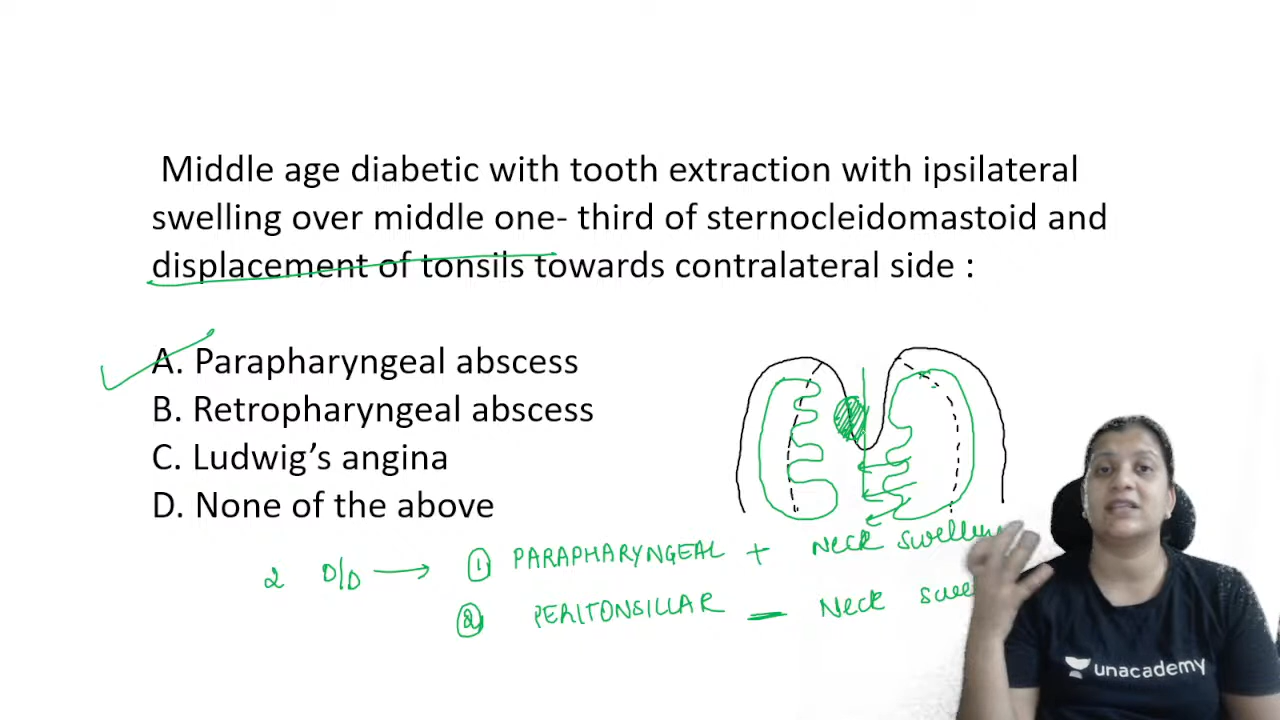 Middle age diabetic with tooth extraction with ipsilateral
swelling over middle one- third of sternocleidomastoid and
displacement of tonsils towards contralateral side :
A. Parapharyngeal abscess
B. Retropharyngeal abscess
C. Ludwig’s angina
D. None of the above
2 D/D → ① PARAPHARYNGEAL + Neck swelling
② PERITONSILLAR — Neck
unacademy